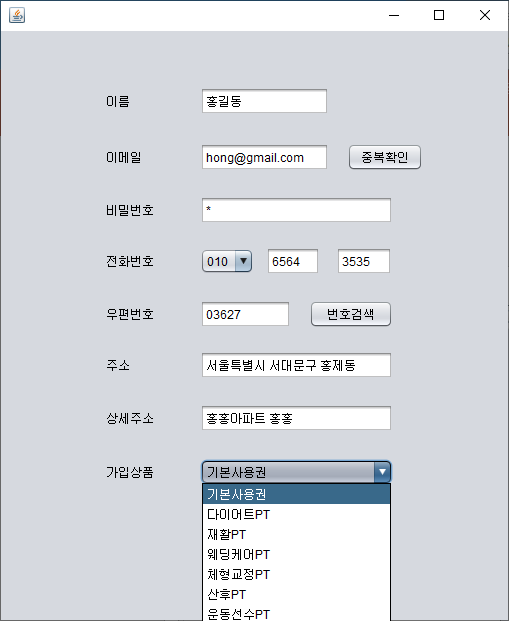 이름 홍길동
이메일 hong@gmail.com 중복확인
비밀번호 *
전화번호 010 6564 3535
우편번호 03627 번호검색
주소 서울특별시 서대문구 홍제동
상세주소 홍홍아파트 홍홍
가입상품 기본사용권
기본사용권
다이어트PT
재활PT
웨딩케어PT
체형교정PT
산후PT
운동선수PT